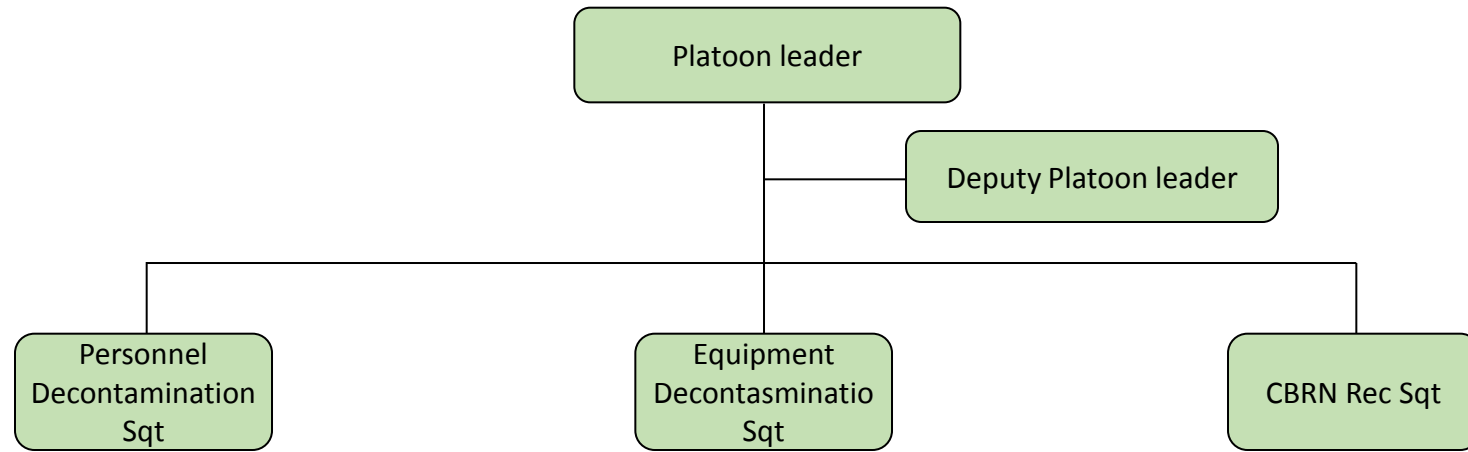 Platoon leader
Deputy Platoon leader
Personnel
Decontamination
Sqt
Equipment
Decontasminatio
Sqt
CBRN Rec Sqt